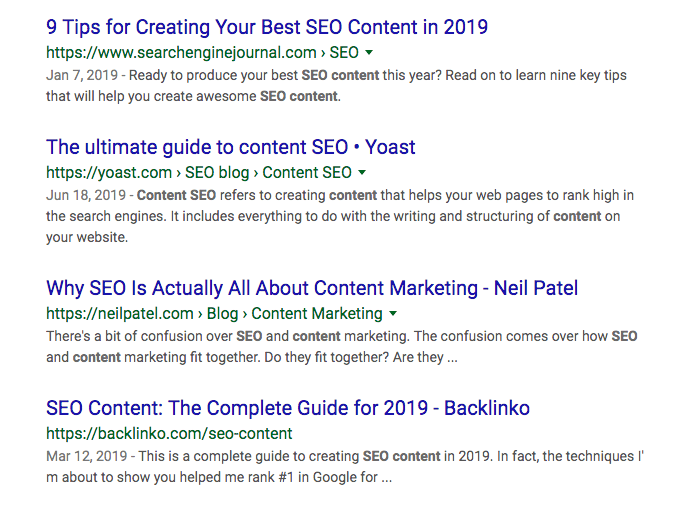 9 Tips for Creating Your Best SEO Content in 2019
https://www.searchenginejournal.com › SEO
Jan 7, 2019 - Ready to produce your best SEO content this year? Read on to learn nine key tips
that will help you create awesome SEO content.
The ultimate guide to content SEO • Yoast
https://yoast.com › SEO blog › Content SEO
Jun 18, 2019 - Content SEO refers to creating content that helps your web pages to rank high in
the search engines. It includes everything to do with the writing and structuring of content on
your website.
Why SEO Is Actually All About Content Marketing - Neil Patel
https://neilpatel.com › Blog › Content Marketing
There's a bit of confusion over SEO and content marketing. The confusion comes over how SEO
and content marketing fit together. Do they fit together? Are they ...
SEO Content: The Complete Guide for 2019 - Backlinko
https://backlinko.com/seo-content
Mar 12, 2019 - This is a complete guide to creating SEO content in 2019. In fact, the techniques I'
m about to show you helped me rank #1 in Google for ...